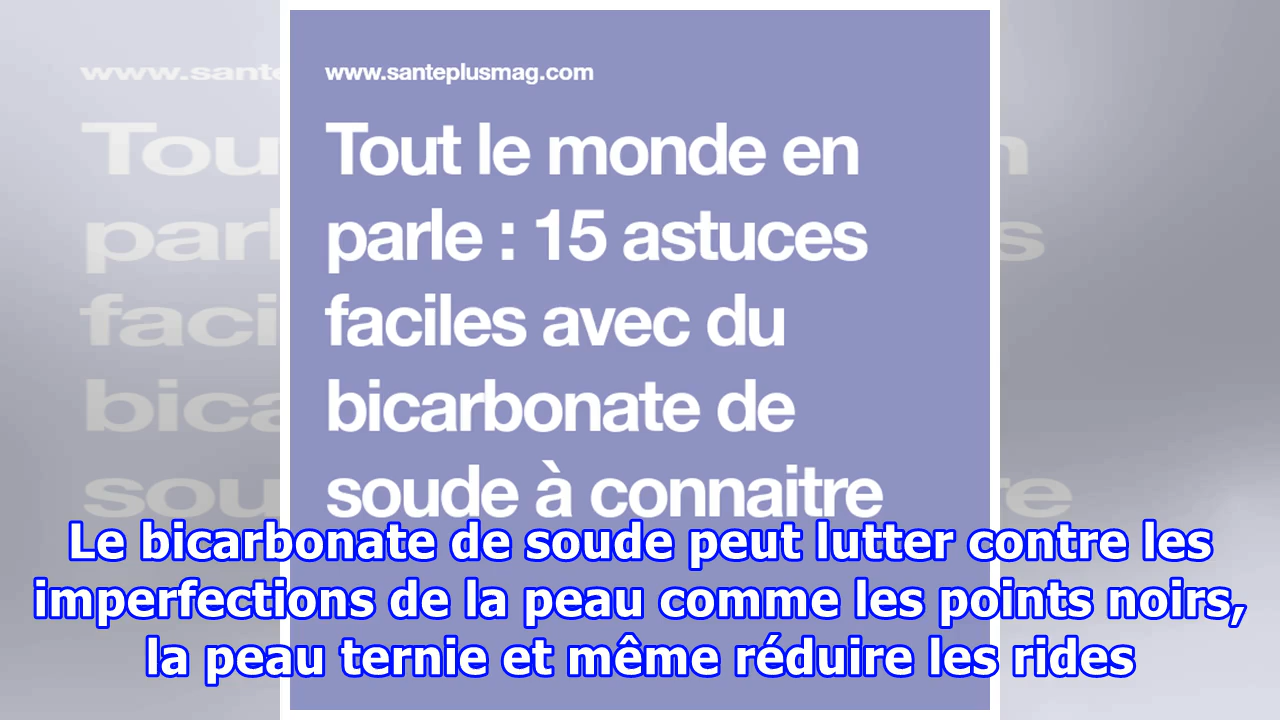 www.santeplusmag.com
Tout le monde en
parle : 15 astuces
faciles avec du
bicarbonate de
soude à connaitre
Le bicarbonate de soude peut lutter contre les
imperfections de la peau comme les points noirs,
la peau ternie et même réduire les rides